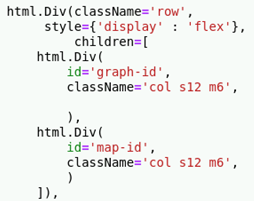 html.Div(className='row',
     style={'display' : 'flex'},
         children=[
    html.Div(
        id='graph-id',
        className='col s12 m6',
        ),
    html.Div(
        id='map-id',
        className='col s12 m6',
        )
    ]),